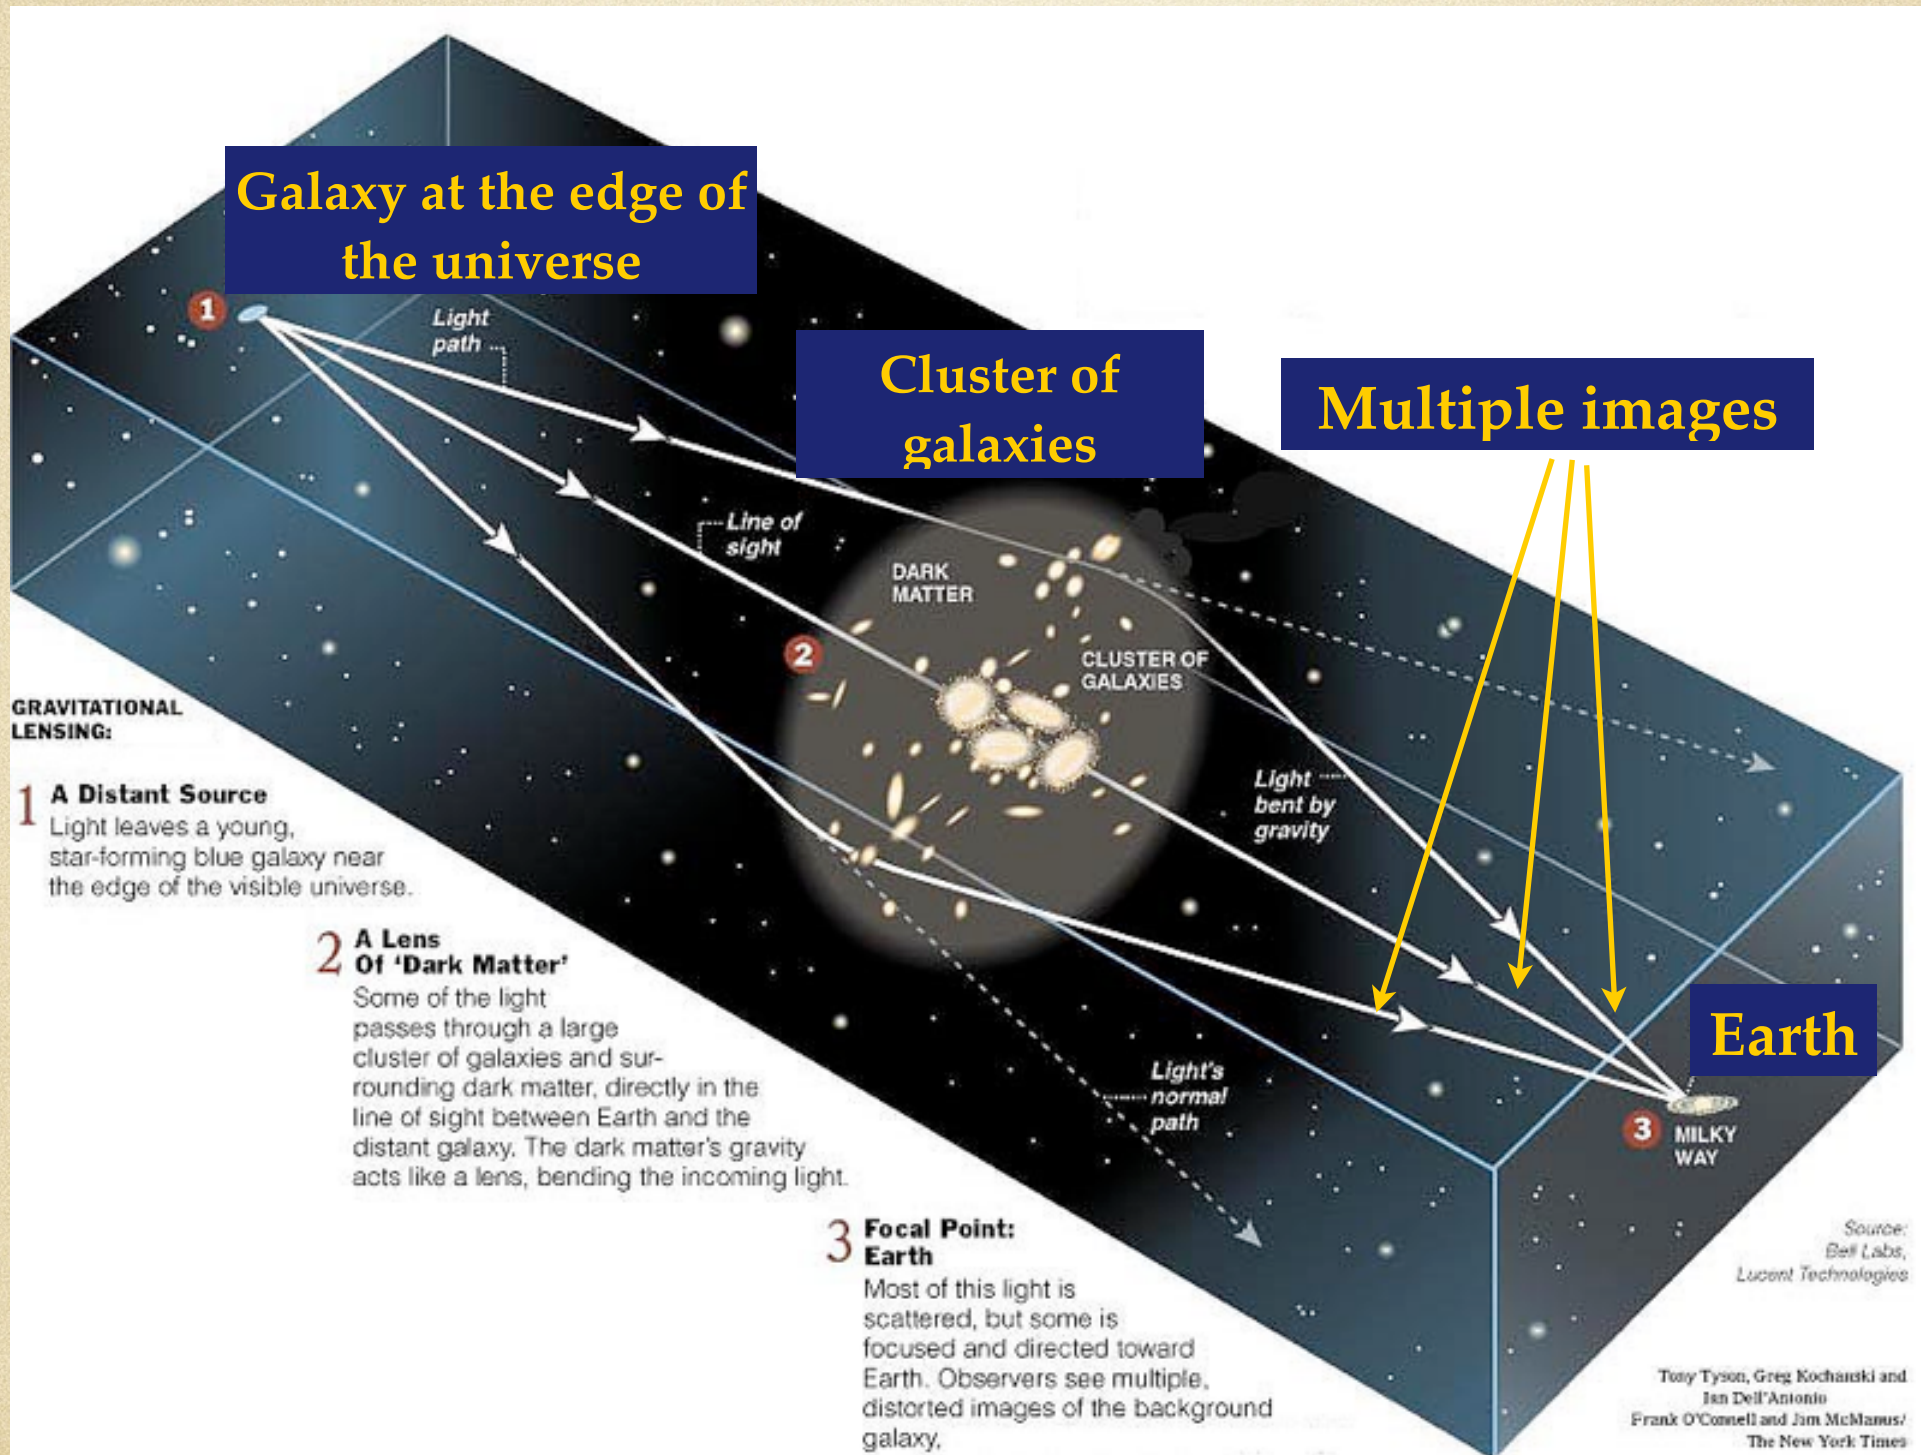 Galaxy at the edge of
the universe
1
Light
path
Cluster of
galaxies
Multiple images
Line of
sight
DARK
MATTER
2
CLUSTER OF
GALAXIES
GRAVITATIONAL
LENSING:
Light
bent by
gravity
1 A Distant Source
Light leaves a young,
star-forming blue galaxy near
the edge of the visible universe.
2 A Lens
Of ‘Dark Matter’
Some of the light
passes through a large
cluster of galaxies and sur-
rounding dark matter, directly in the
line of sight between Earth and the
distant galaxy. The dark matter's gravity
acts like a lens, bending the incoming light.
Earth
Light's
normal
path
3 MILKY
WAY
3 Focal Point:
Earth
Most of this light is
scattered, but some is
focused and directed toward
Earth. Observers see multiple,
distorted images of the background
galaxy,
Source:
Bell Labs,
Lucent Technologies
Tony Tyson, Greg Kochanski and
Ian Dell'Antonio
Frank O'Connell and Jim McManus/
The New York Times